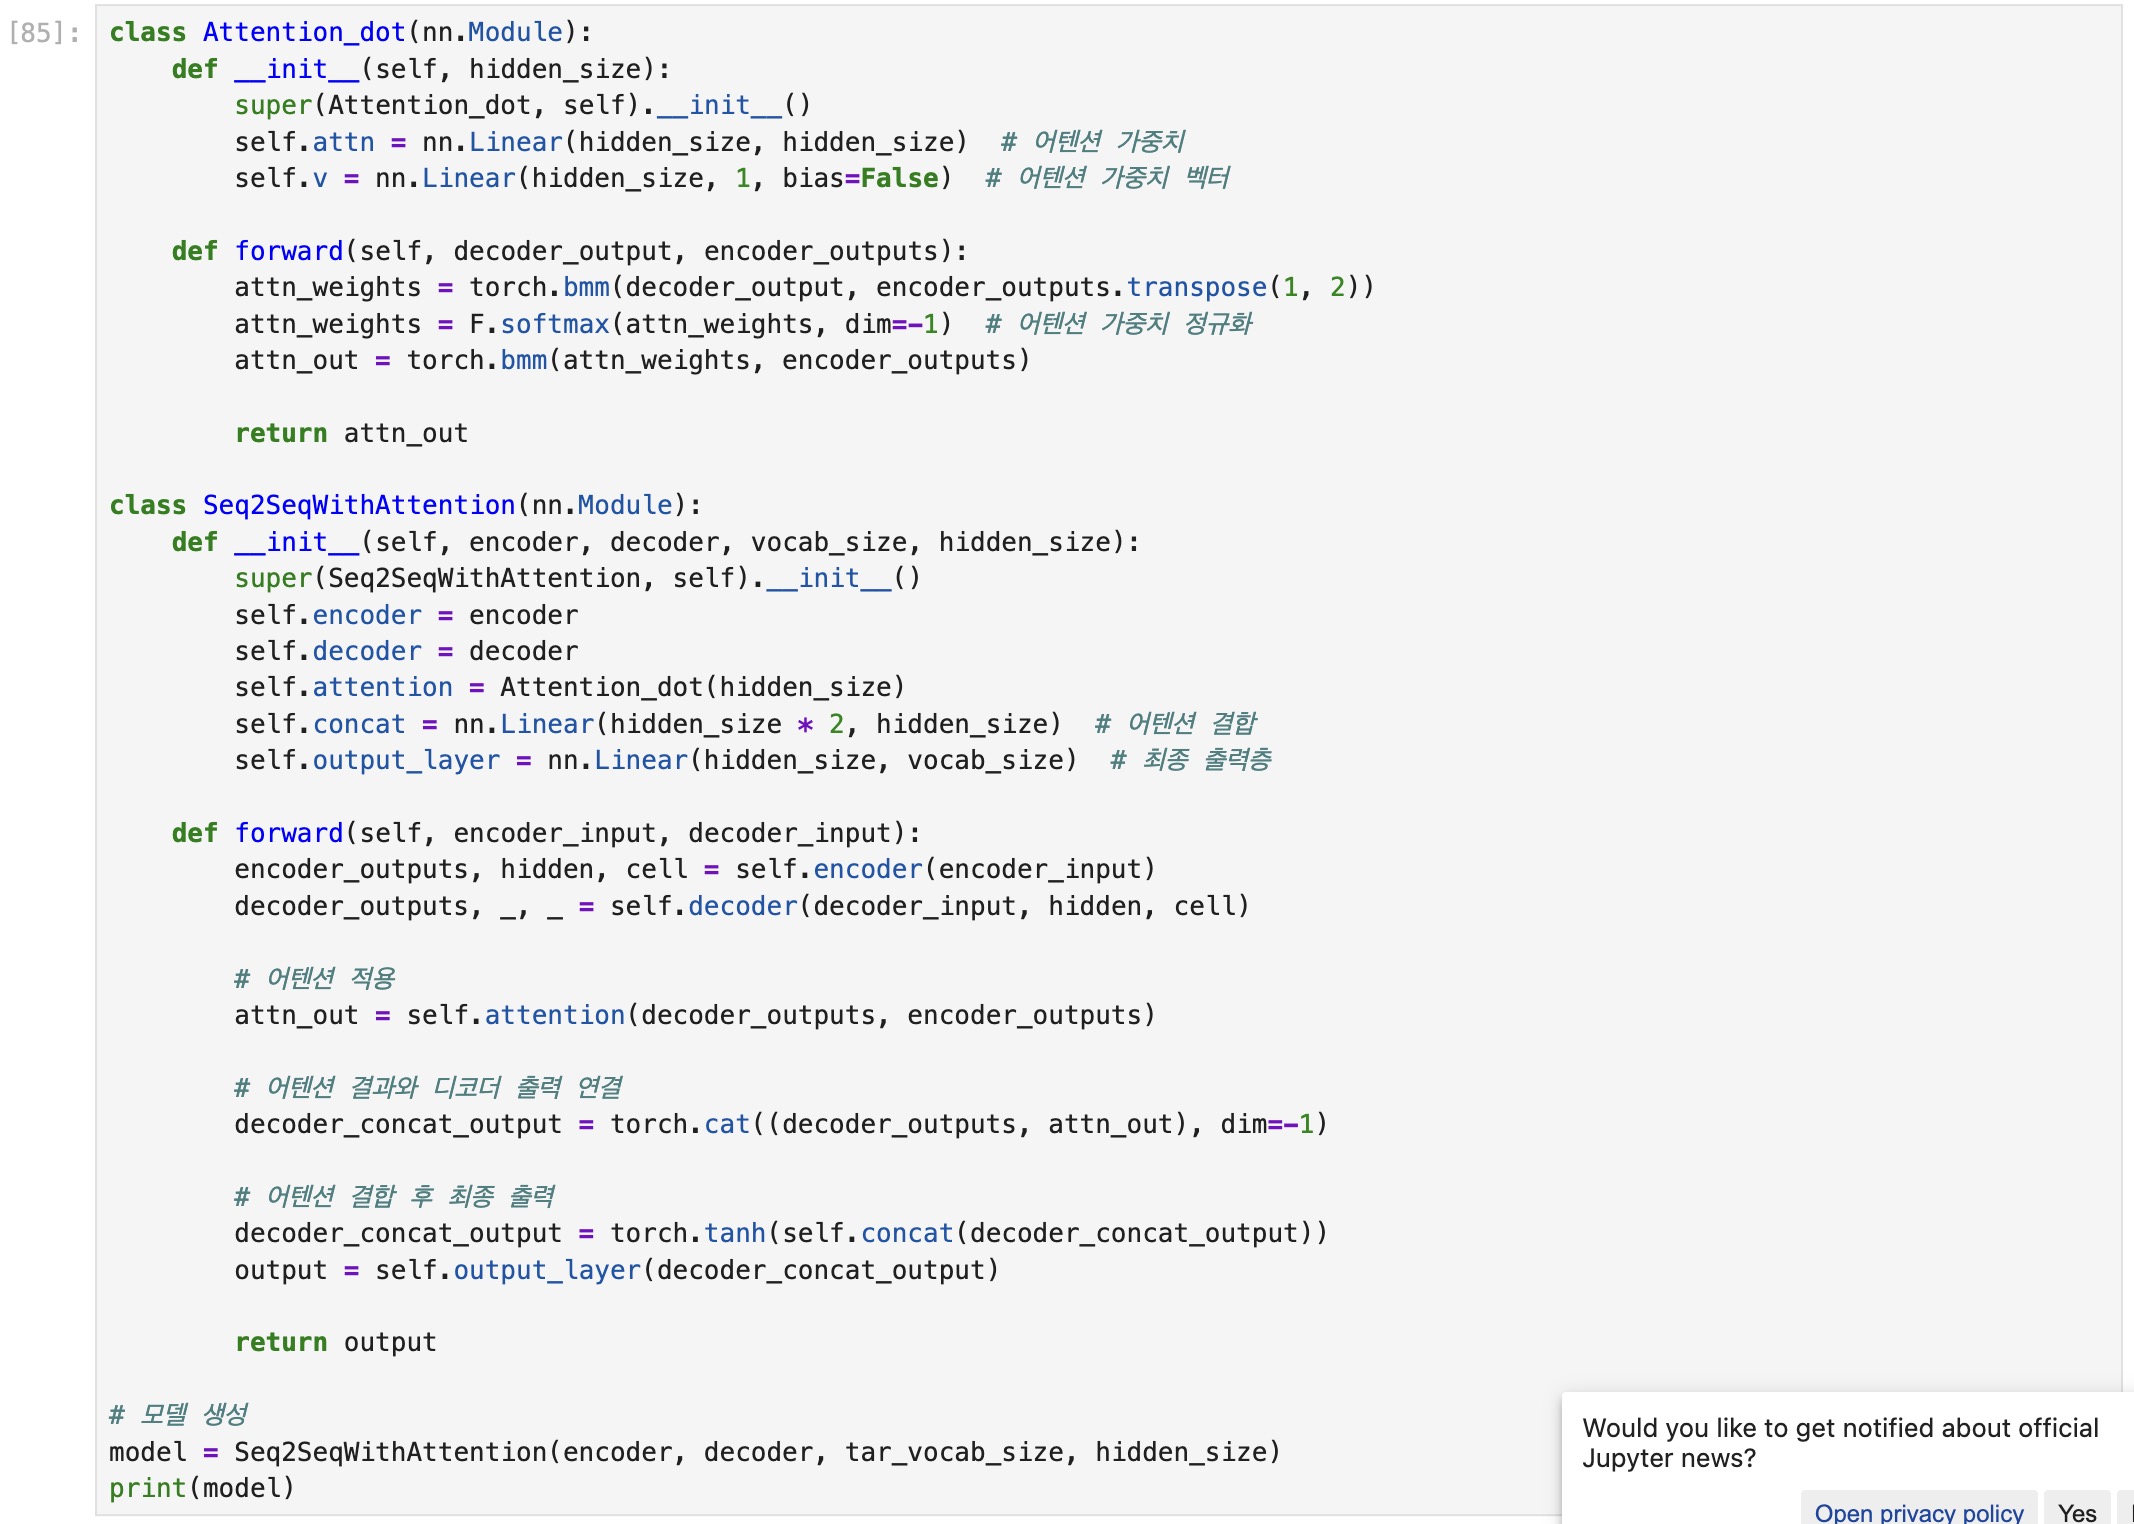 [85]:
class Attention_dot(nn.Module):
    def __init__(self, hidden_size):
        super(Attention_dot, self).__init__()
        self.attn = nn.Linear(hidden_size, hidden_size)  # 어텐션 가중치
        self.v = nn.Linear(hidden_size, 1, bias=False)  # 어텐션 가중치 벡터

    def forward(self, decoder_output, encoder_outputs):
        attn_weights = torch.bmm(decoder_output, encoder_outputs.transpose(1, 2))
        attn_weights = F.softmax(attn_weights, dim=-1)  # 어텐션 가중치 정규화
        attn_out = torch.bmm(attn_weights, encoder_outputs)

        return attn_out

class Seq2SeqWithAttention(nn.Module):
    def __init__(self, encoder, decoder, vocab_size, hidden_size):
        super(Seq2SeqWithAttention, self).__init__()
        self.encoder = encoder
        self.decoder = decoder
        self.attention = Attention_dot(hidden_size)
        self.concat = nn.Linear(hidden_size * 2, hidden_size)  # 어텐션 결합
        self.output_layer = nn.Linear(hidden_size, vocab_size)  # 최종 출력층

    def forward(self, encoder_input, decoder_input):
        encoder_outputs, hidden, cell = self.encoder(encoder_input)
        decoder_outputs, _, _ = self.decoder(decoder_input, hidden, cell)

        # 어텐션 적용
        attn_out = self.attention(decoder_outputs, encoder_outputs)

        # 어텐션 결과와 디코더 출력 연결
        decoder_concat_output = torch.cat((decoder_outputs, attn_out), dim=-1)

        # 어텐션 결합 후 최종 출력
        decoder_concat_output = torch.tanh(self.concat(decoder_concat_output))
        output = self.output_layer(decoder_concat_output)

        return output

# 모델 생성
model = Seq2SeqWithAttention(encoder, decoder, tar_vocab_size, hidden_size)
print(model)
Would you like to get notified about official
Jupyter news?
Open privacy policy
Yes